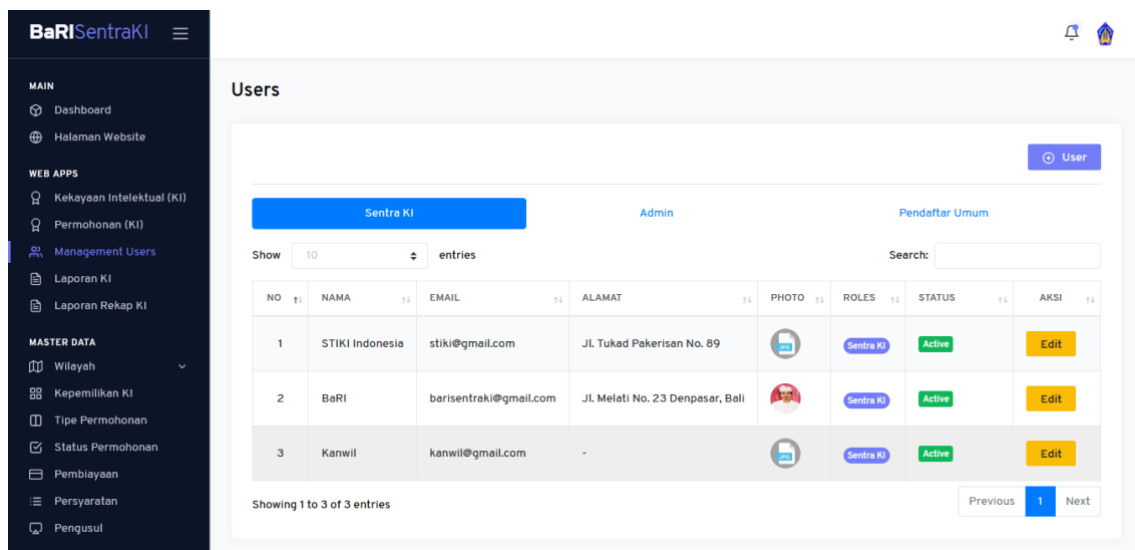 BaRISentraKI
MAIN
Dashboard
Halaman Website
WEB APPS
Kekayaan Intelektual (KI)
Permohonan (KI)
Management Users
Laporan KI
Laporan Rekap KI
MASTER DATA
Wilayah
Kepemilikan KI
Tipe Permohonan
Status Permohonan
Pembiayaan
Persyaratan
Pengusul
Users
User
Sentra KI Admin Pendaftar Umum
Show 10 entries Search:
NO NAMA EMAIL ALAMAT PHOTO ROLES STATUS AKSI
1 STIKI Indonesia stiki@gmail.com Jl. Tukad Pakerisan No. 89 JPG Sentra KI Active Edit
2 BaRI barisentraki@gmail.com Jl. Melati No. 23 Denpasar, Bali Sentra KI Active Edit
3 Kanwil kanwil@gmail.com - JPG Sentra KI Active Edit
Showing 1 to 3 of 3 entries Previous 1 Next